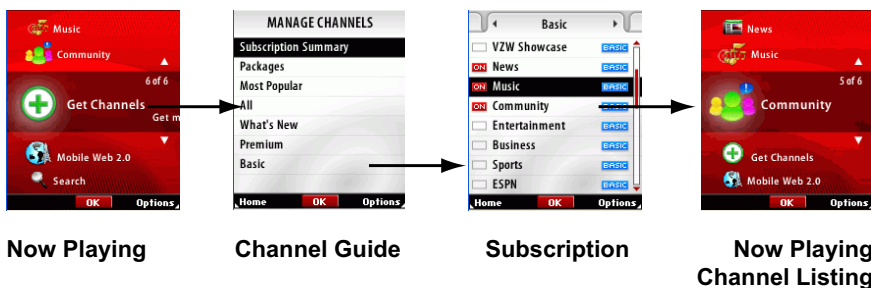 Music
Community
6 of 6
Get Channels
Get m
Mobile Web 2.0
Search
OK Options
MANAGE CHANNELS
Subscription Summary
Packages
Most Popular
All
What's New
Premium
Basic
Home OK Options
Basic
VZW Showcase BASIC
ON News BASIC
ON Music
ON Community BASIC
Entertainment BASIC
Business BASIC
Sports BASIC
ESPN BASIC
Home OK Options
News
Music
5 of 6
Community
Get Channels
Mobile Web 2.0
OK Options
Now Playing
Channel Guide
Subscription
Now Playing
Channel Listing